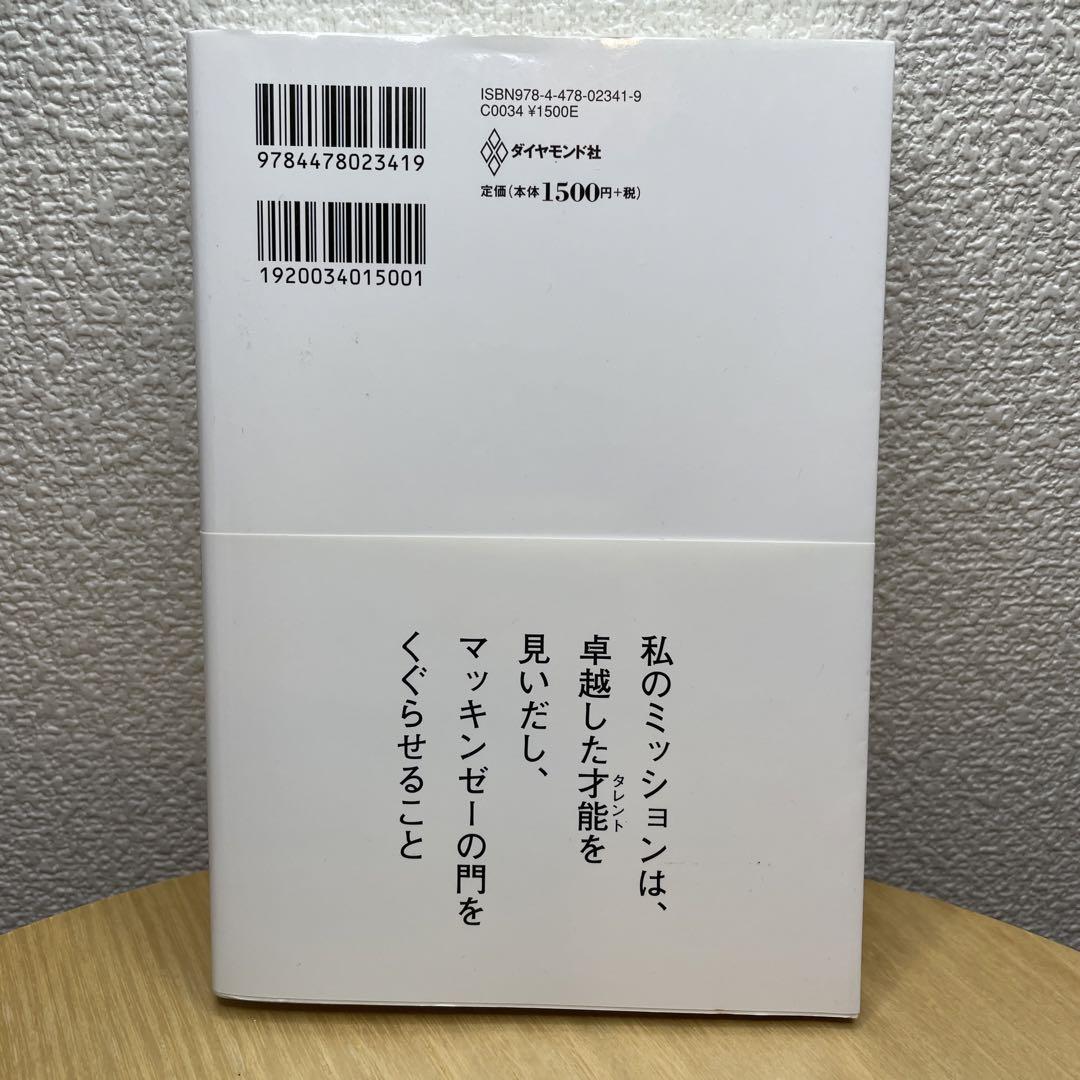 9784478023419
1920034015001
ISBN978-4-478-02341-9
C0034 ¥1500E
ダイヤモンド社
定価(本体1500円+税)
私のミッションは、
卓越した才能を
タレント
見いだし、
マッキンゼーの門を
くぐらせること